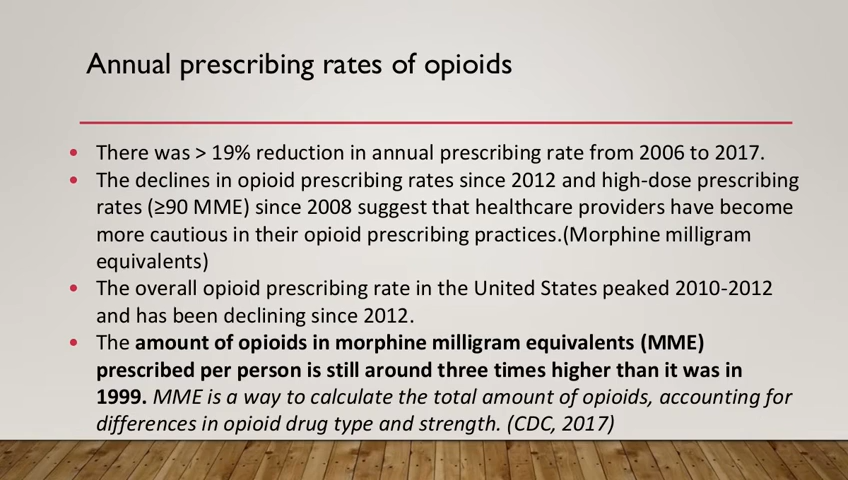 Annual prescribing rates of opioids
• There was > 19% reduction in annual prescribing rate from 2006 to 2017.
• The declines in opioid prescribing rates since 2012 and high-dose prescribing
rates (≥90 MME) since 2008 suggest that healthcare providers have become
more cautious in their opioid prescribing practices.(Morphine milligram
equivalents)
• The overall opioid prescribing rate in the United States peaked 2010-2012
and has been declining since 2012.
• The amount of opioids in morphine milligram equivalents (MME)
prescribed per person is still around three times higher than it was in
1999. MME is a way to calculate the total amount of opioids, accounting for
differences in opioid drug type and strength. (CDC, 2017)